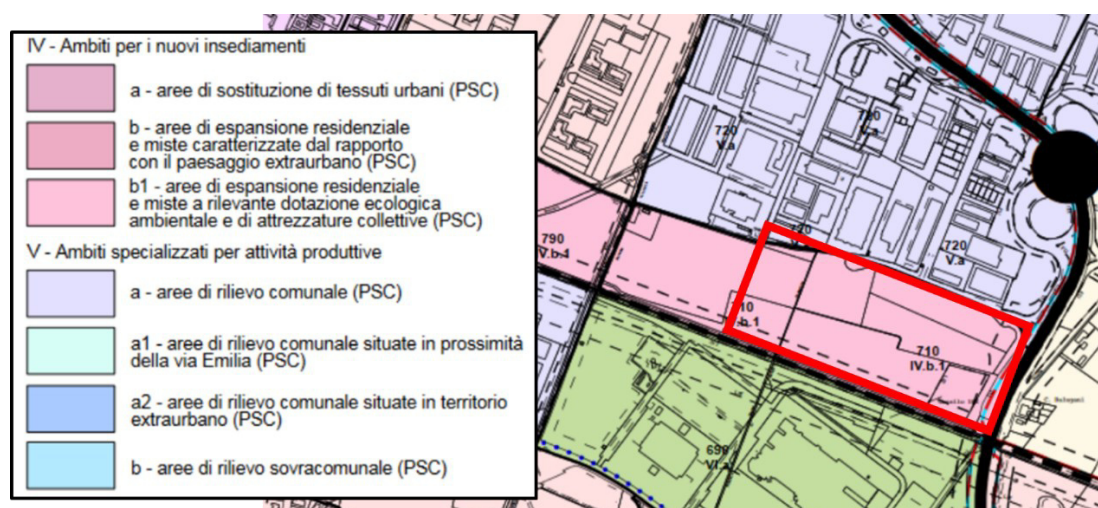 IV - Ambiti per i nuovi insediamenti
a - aree di sostituzione di tessuti urbani (PSC)
b - aree di espansione residenziale
e miste caratterizzate dal rapporto
con il paesaggio extraurbano (PSC)
b1 - aree di espansione residenziale
e miste a rilevante dotazione ecologica
ambientale e di attrezzature collettive (PSC)
V - Ambiti specializzati per attività produttive
a - aree di rilievo comunale (PSC)
a1 - aree di rilievo comunale situate in prossimità
della via Emilia (PSC)
a2 - aree di rilievo comunale situate in territorio
extraurbano (PSC)
b - aree di rilievo sovracomunale (PSC)
720
V.a
720
V.a
720
V.a
790
V.b.1
10
.b.1
710
IV.b.1
690
VI.a